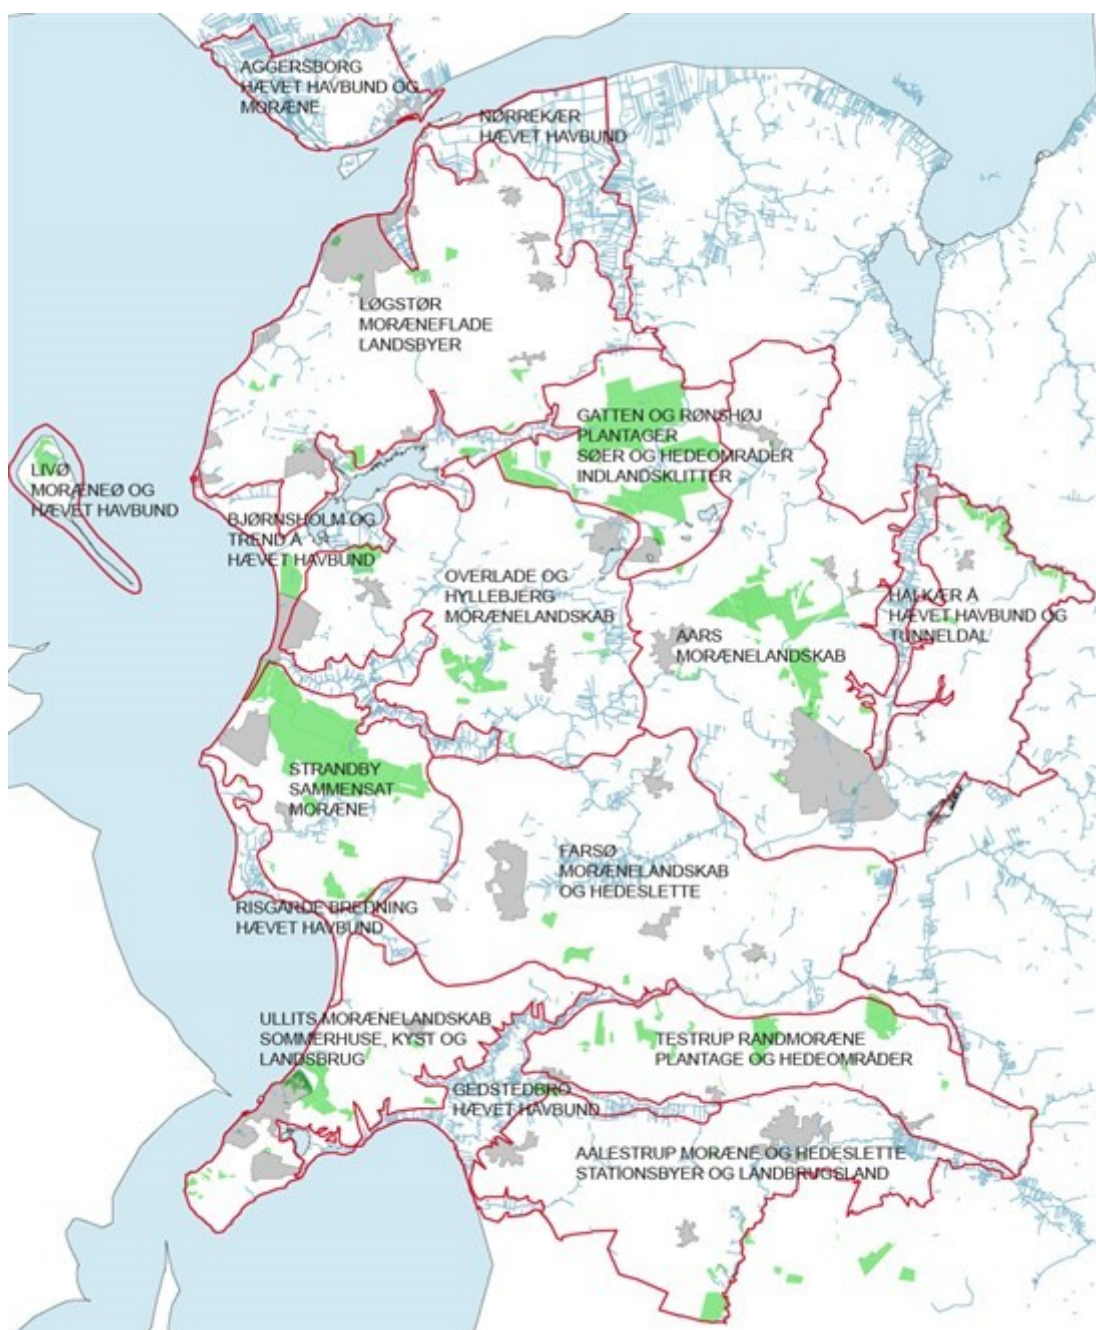 AGGERSBORG
HÆVET HAVBUND OG
MORÆNE
NØRREKÆR
HÆVET HAVBUND
LØGSTØR
MORÆNEFLADE
LANDSBYER
GATTEN OG RØNSHØJ
PLANTAGER
SØER OG HEDEOMRÅDER
INDLANDSKLITTER
LIVØ
MORÆNEØ OG
HÆVET HAVBUND
BJØRNSHOLM OG
TREND Å
HÆVET HAVBUND
OVERLADE OG
HYLLEBJERG
MORÆNELANDSKAB
HALKÆR Å
HÆVET HAVBUND OG
TUNNELDAL
AARS
MORÆNELANDSKAB
STRANDBY
SAMMENSAT
MORÆNE
FARSØ
MORÆNELANDSKAB
OG HEDESLETTE
RISGÅRDE BREDNING
HÆVET HAVBUND
ULLITS MORÆNELANDSKAB
SOMMERHUSE, KYST OG
LANDSBRUG
TESTRUP RANDMORÆNE
PLANTAGE OG HEDEOMRÅDER
GEDSTEDBRO
HÆVET HAVBUND
AALESTRUP MORÆNE OG HEDESLETTE
STATIONSBYER OG LANDBRUGSLAND